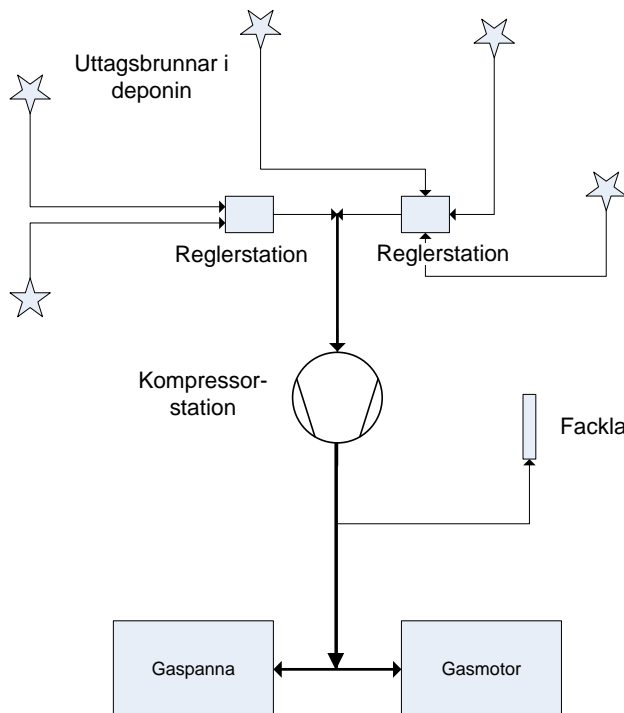 Uttagsbrunnar i
deponin
Reglerstation
Reglerstation
Kompressor-
station
Fackla
Gaspanna
Gasmotor